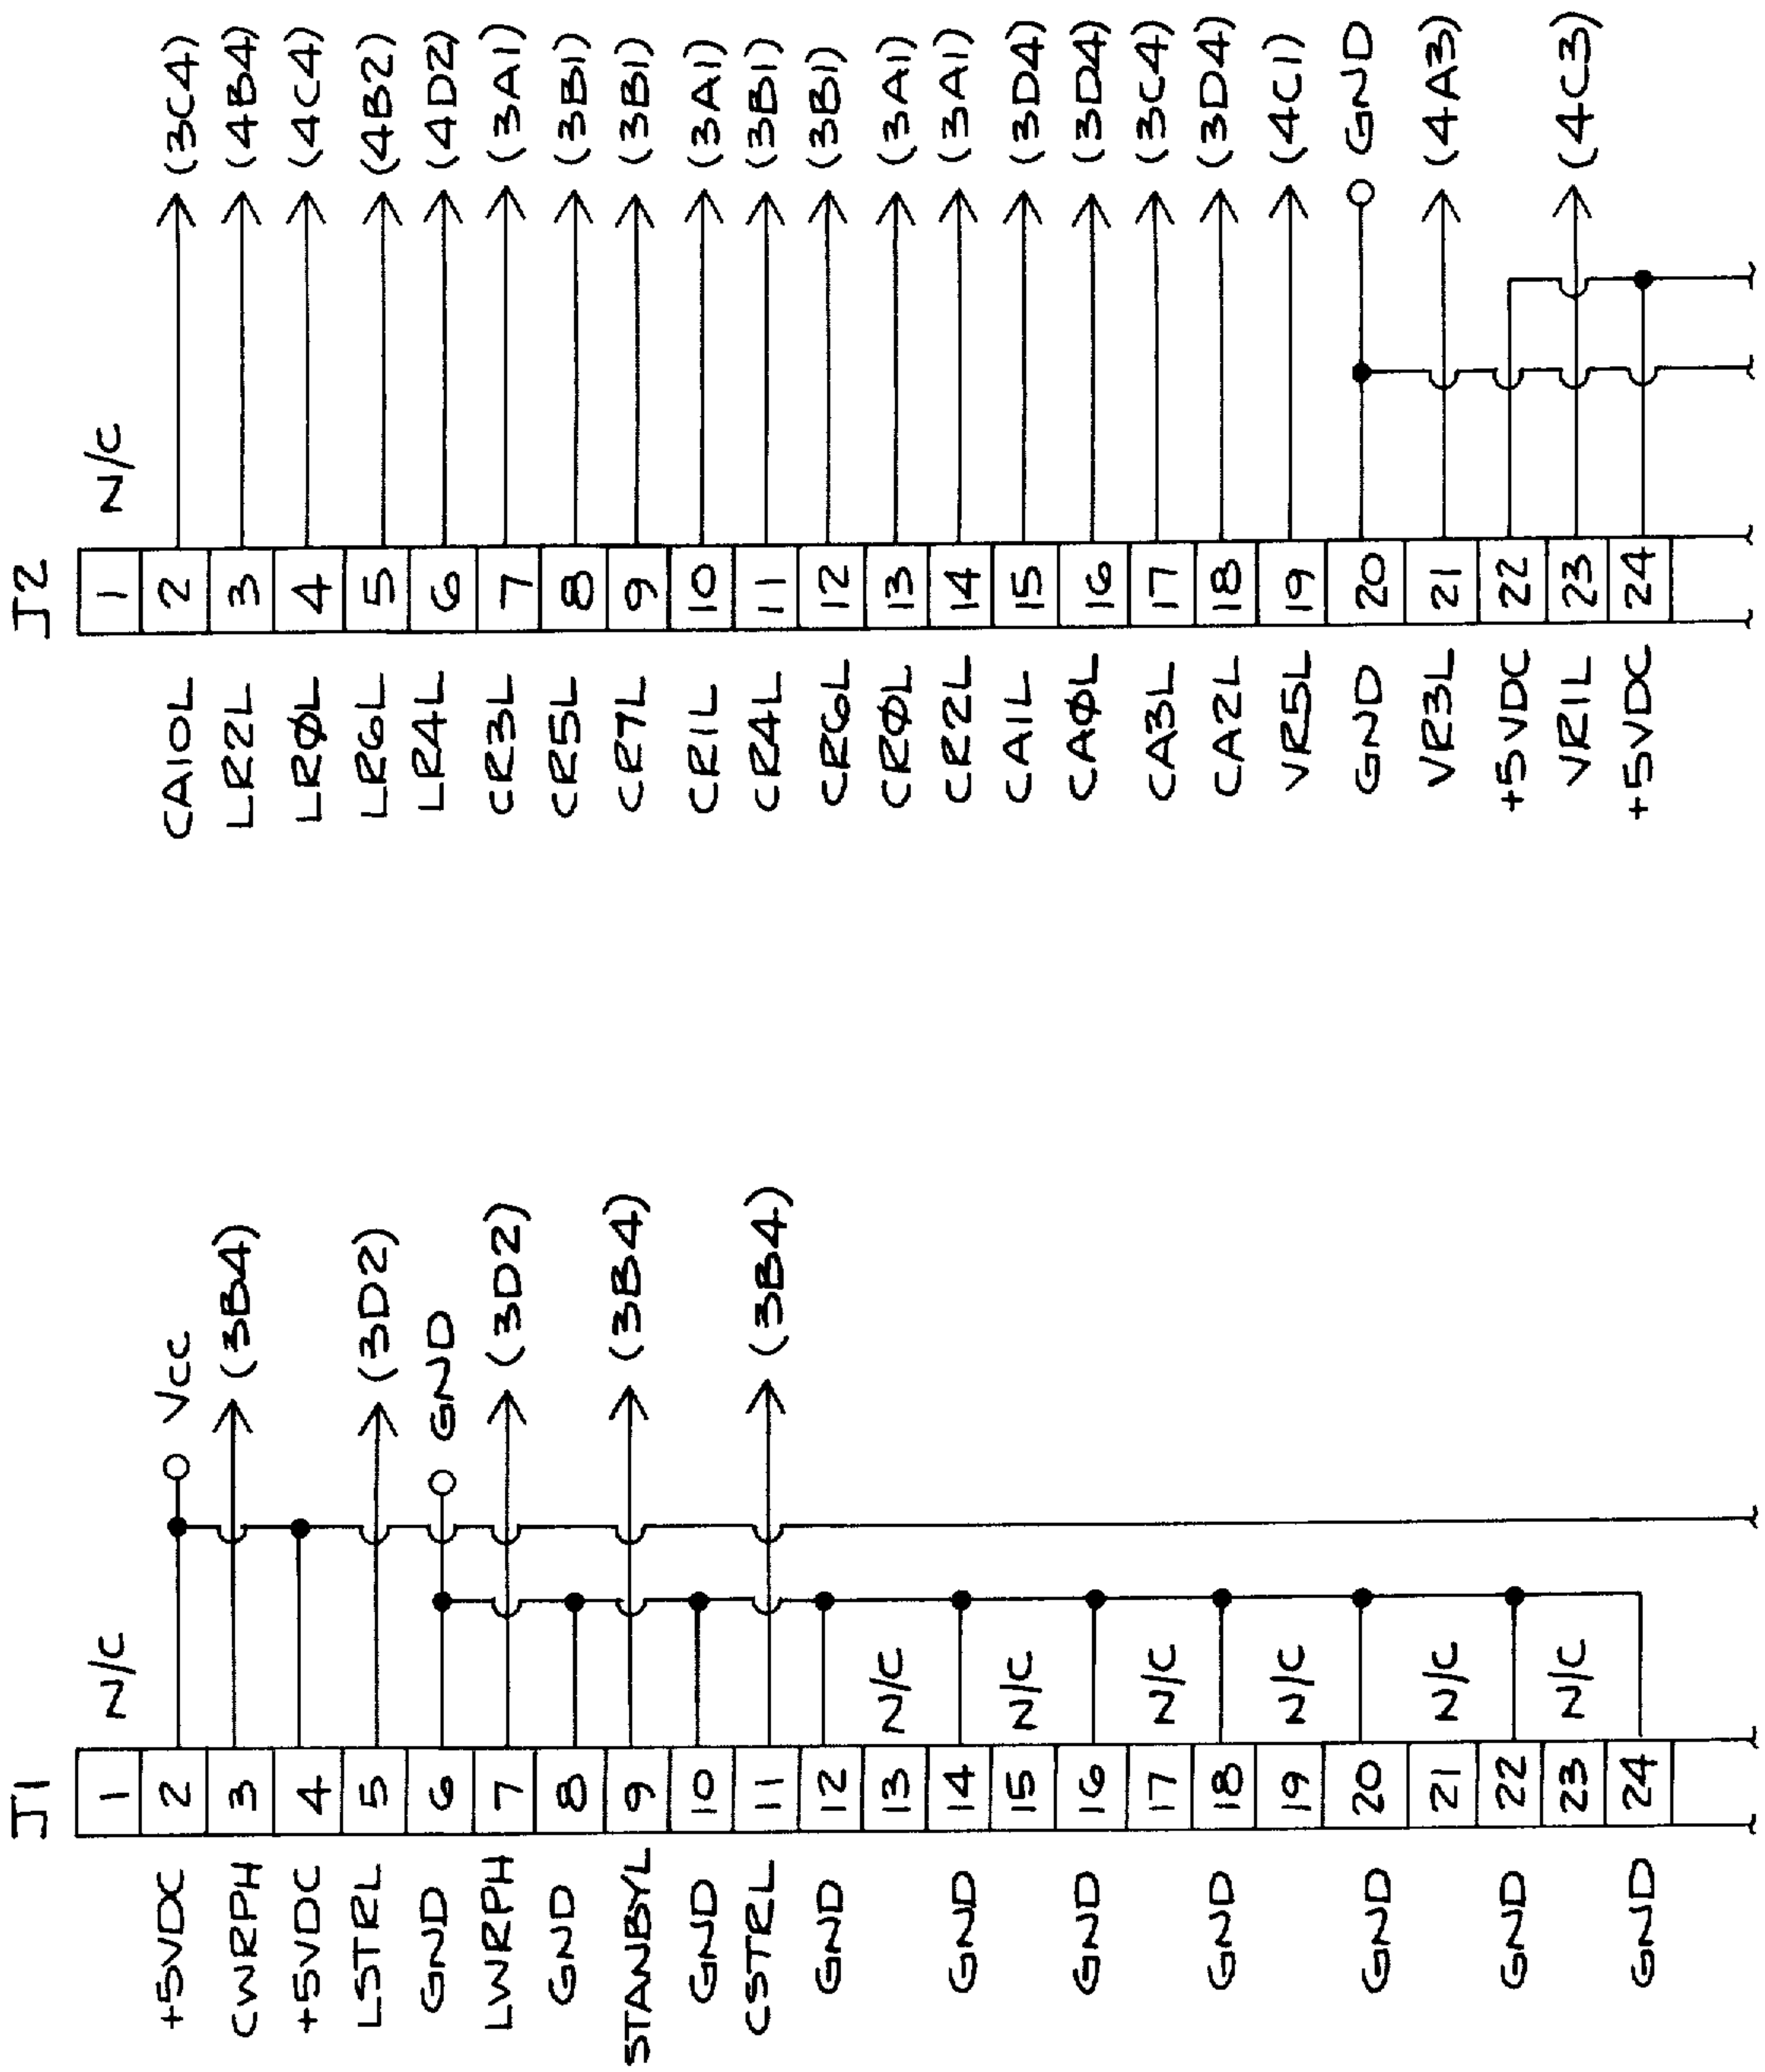 J1
1 N/C
+5VDC 2 Vcc
CWRPH 3 (3B4)
+5VDC 4
LSTRL 5 (3D2)
GND 6 GND
LWRPH 7 (3D2)
GND 8
STANBYL 9 (3B4)
GND 10
CSTRL 11 (3B4)
GND 12
13 N/C
GND 14
15 N/C
GND 16
17 N/C
GND 18
19 N/C
GND 20
21 N/C
GND 22
23 N/C
GND 24
J2
1 N/C
CA10L 2 (3C4)
LR2L 3 (4B4)
LRØL 4 (4C4)
LR6L 5 (4B2)
LR4L 6 (4D2)
CR3L 7 (3A1)
CR5L 8 (3B1)
CR7L 9 (3B1)
CR1L 10 (3A1)
CR4L 11 (3B1)
CR6L 12 (3B1)
CRØL 13 (3A1)
CR2L 14 (3A1)
CA1L 15 (3D4)
CAØL 16 (3D4)
CA3L 17 (3C4)
CA2L 18 (3D4)
VR5L 19 (4C1)
GND 20 GND
VR3L 21 (4A3)
+5VDC 22
VR1L 23 (4C3)
+5VDC 24